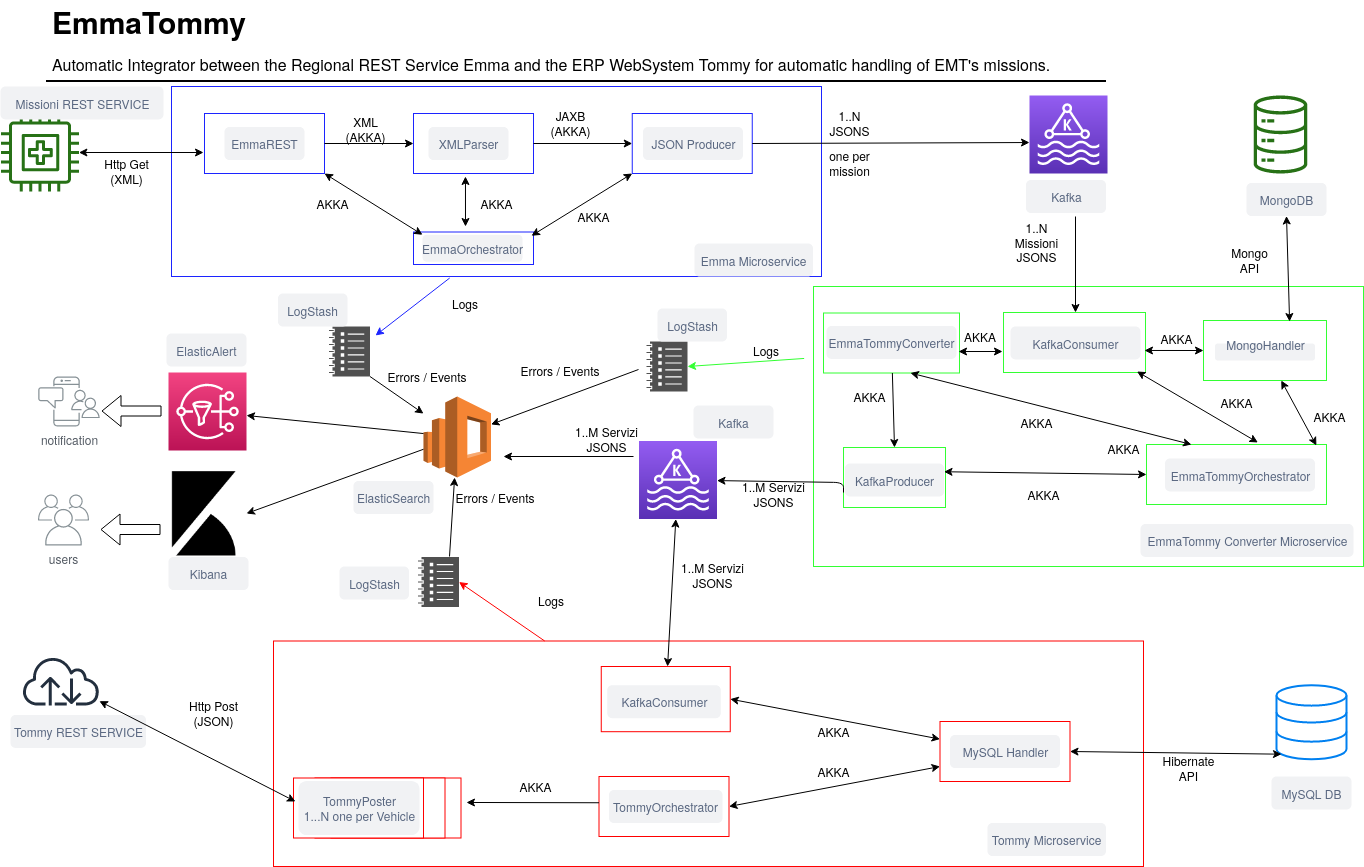 EmmaTommy
Automatic Integrator between the Regional REST Service Emma and the ERP WebSystem Tommy for automatic handling of EMT's missions.
Missioni REST SERVICE
Http Get
(XML)
EmmaREST
XML
(AKKA)
XMLParser
JAXB
(AKKA)
JSON Producer
1..N
JSONS
one per
mission
K
Kafka
MongoDB
AKKA
AKKA
AKKA
EmmaOrchestrator
Emma Microservice
1..N
Missioni
JSONS
Mongo
API
Logs
LogStash
LogStash
Logs
EmmaTommyConverter
AKKA
KafkaConsumer
AKKA
MongoHandler
ElasticAlert
Errors / Events
Errors / Events
AKKA
AKKA
AKKA
AKKA
AKKA
notification
Kafka
1..M Servizi
JSONS
K
1..M Servizi
JSONS
KafkaProducer
AKKA
EmmaTommyOrchestrator
EmmaTommy Converter Microservice
ElasticSearch
Errors / Events
users
Kibana
LogStash
Logs
1..M Servizi
JSONS
Tommy REST SERVICE
Http Post
(JSON)
KafkaConsumer
AKKA
AKKA
MySQL Handler
Hibernate
API
MySQL DB
TommyPoster
1...N one per Vehicle
AKKA
TommyOrchestrator
Tommy Microservice